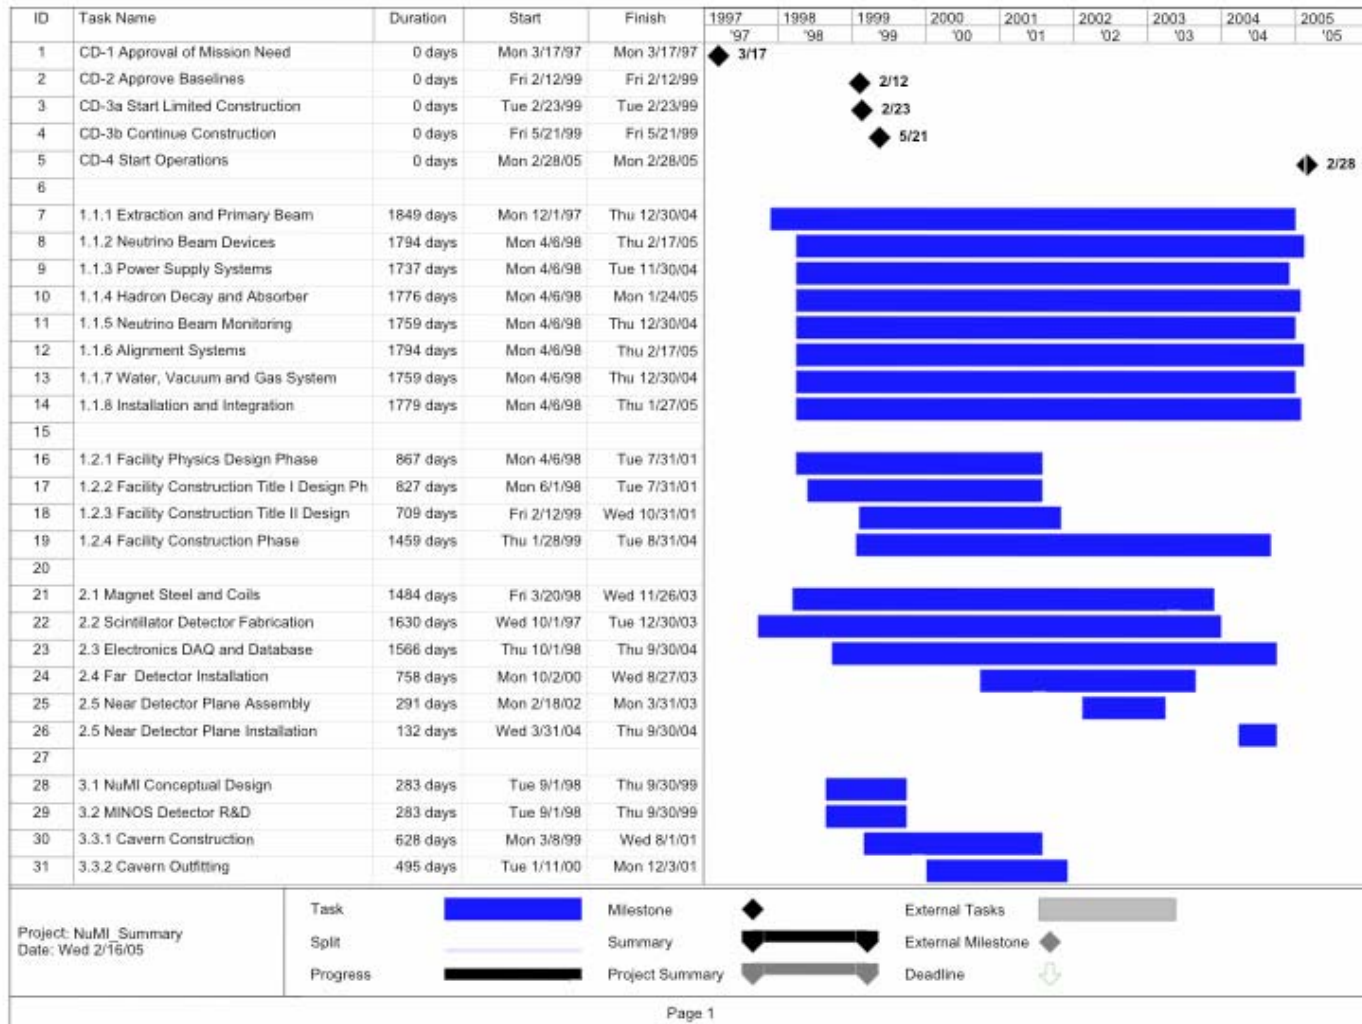 ID Task Name Duration Start Finish 1997 1998 1999 2000 2001 2002 2003 2004 2005
'97 '98 '99 '00 '01 '02 '03 '04 '05
1 CD-1 Approval of Mission Need 0 days Mon 3/17/97 Mon 3/17/97 3/17
2 CD-2 Approve Baselines 0 days Fri 2/12/99 Fri 2/12/99 2/12
3 CD-3a Start Limited Construction 0 days Tue 2/23/99 Tue 2/23/99 2/23
4 CD-3b Continue Construction 0 days Fri 5/21/99 Fri 5/21/99 5/21
5 CD-4 Start Operations 0 days Mon 2/28/05 Mon 2/28/05 2/28
6
7 1.1.1 Extraction and Primary Beam 1849 days Mon 12/1/97 Thu 12/30/04
8 1.1.2 Neutrino Beam Devices 1794 days Mon 4/6/98 Thu 2/17/05
9 1.1.3 Power Supply Systems 1737 days Mon 4/6/98 Tue 11/30/04
10 1.1.4 Hadron Decay and Absorber 1776 days Mon 4/6/98 Mon 1/24/05
11 1.1.5 Neutrino Beam Monitoring 1759 days Mon 4/6/98 Thu 12/30/04
12 1.1.6 Alignment Systems 1794 days Mon 4/6/98 Thu 2/17/05
13 1.1.7 Water, Vacuum and Gas System 1759 days Mon 4/6/98 Thu 12/30/04
14 1.1.8 Installation and Integration 1779 days Mon 4/6/98 Thu 1/27/05
15
16 1.2.1 Facility Physics Design Phase 867 days Mon 4/6/98 Tue 7/31/01
17 1.2.2 Facility Construction Title I Design Ph 827 days Mon 6/1/98 Tue 7/31/01
18 1.2.3 Facility Construction Title II Design 709 days Fri 2/12/99 Wed 10/31/01
19 1.2.4 Facility Construction Phase 1459 days Thu 1/28/99 Tue 8/31/04
20
21 2.1 Magnet Steel and Coils 1484 days Fri 3/20/98 Wed 11/26/03
22 2.2 Scintillator Detector Fabrication 1630 days Wed 10/1/97 Tue 12/30/03
23 2.3 Electronics DAQ and Database 1566 days Thu 10/1/98 Thu 9/30/04
24 2.4 Far Detector Installation 758 days Mon 10/2/00 Wed 8/27/03
25 2.5 Near Detector Plane Assembly 291 days Mon 2/18/02 Mon 3/31/03
26 2.5 Near Detector Plane Installation 132 days Wed 3/31/04 Thu 9/30/04
27
28 3.1 NuMI Conceptual Design 283 days Tue 9/1/98 Thu 9/30/99
29 3.2 MINOS Detector R&D 283 days Tue 9/1/98 Thu 9/30/99
30 3.3.1 Cavern Construction 628 days Mon 3/8/99 Wed 8/1/01
31 3.3.2 Cavern Outfitting 495 days Tue 1/11/00 Mon 12/3/01
Project: NuMI_Summary
Date: Wed 2/16/05
Task Milestone External Tasks
Split Summary External Milestone
Progress Project Summary Deadline
Page 1